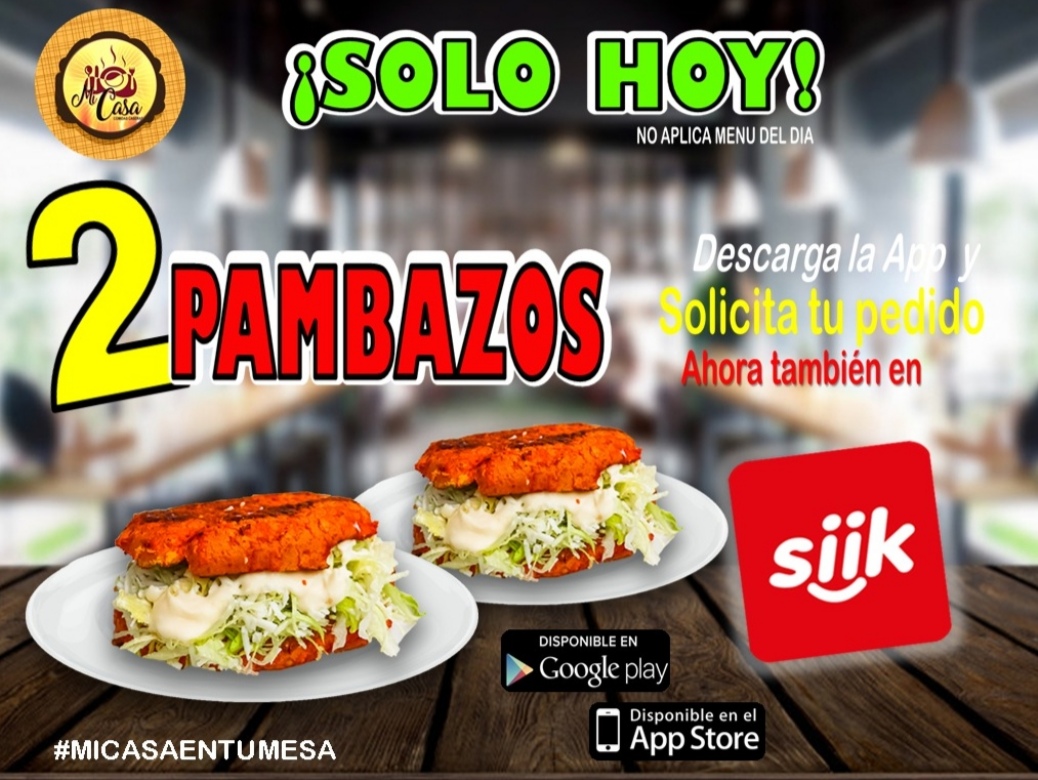 Mi Casa
¡SOLO HOY!
NO APLICA MENU DEL DIA
2 PAMBAZOS
Descarga la App y
Solicita tu pedido
Ahora también en
siik
DISPONIBLE EN
Google play
Disponible en el
App Store
#MICASAENTUMESA